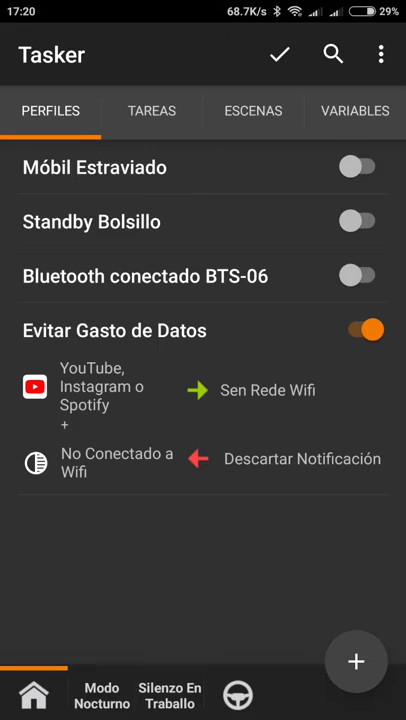 17:20
68.7K/s
29%
Tasker
PERFILES
TAREAS
ESCENAS
VARIABLES
Móbil Estraviado
Standby Bolsillo
Bluetooth conectado BTS-06
Evitar Gasto de Datos
YouTube,
Instagram o
Spotify
+
Sen Rede Wifi
No Conectado a
Wifi
Descartar Notificación
+
Modo
Nocturno
Silenzo En
Traballo